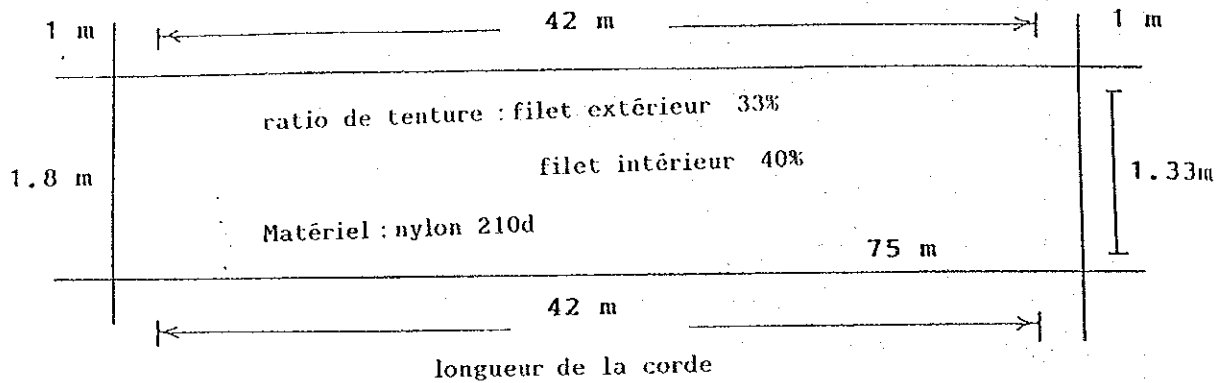 1 m 42 m 1 m
ratio de tenture : filet extérieur 33%
filet intérieur 40%
1.8 m 1.33m
Matériel : nylon 210d
75 m
42 m
longueur de la corde